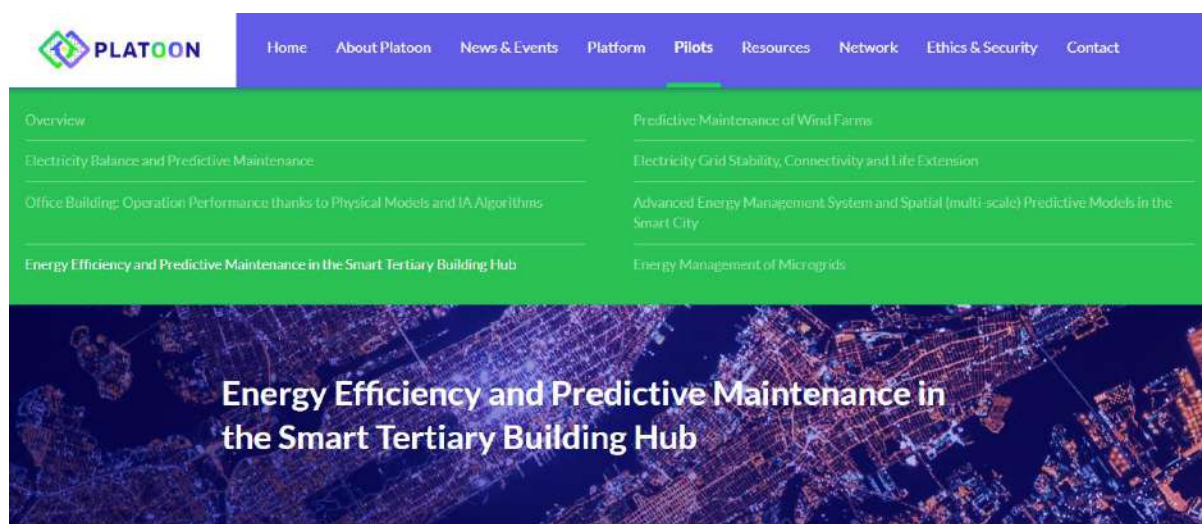 PLATOON
Home About Platoon News & Events Platform Pilots Resources Network Ethics & Security Contact
Overview
Predictive Maintenance of Wind Farms
Electricity Balance and Predictive Maintenance
Electricity Grid Stability, Connectivity and Life Extension
Office Building: Operation Performance thanks to Physical Models and IA Algorithms
Advanced Energy Management System and Spatial (multi-scale) Predictive Models in the
Smart City
Energy Efficiency and Predictive Maintenance in the Smart Tertiary Building Hub
Energy Management of Microgrids
Energy Efficiency and Predictive Maintenance in
the Smart Tertiary Building Hub